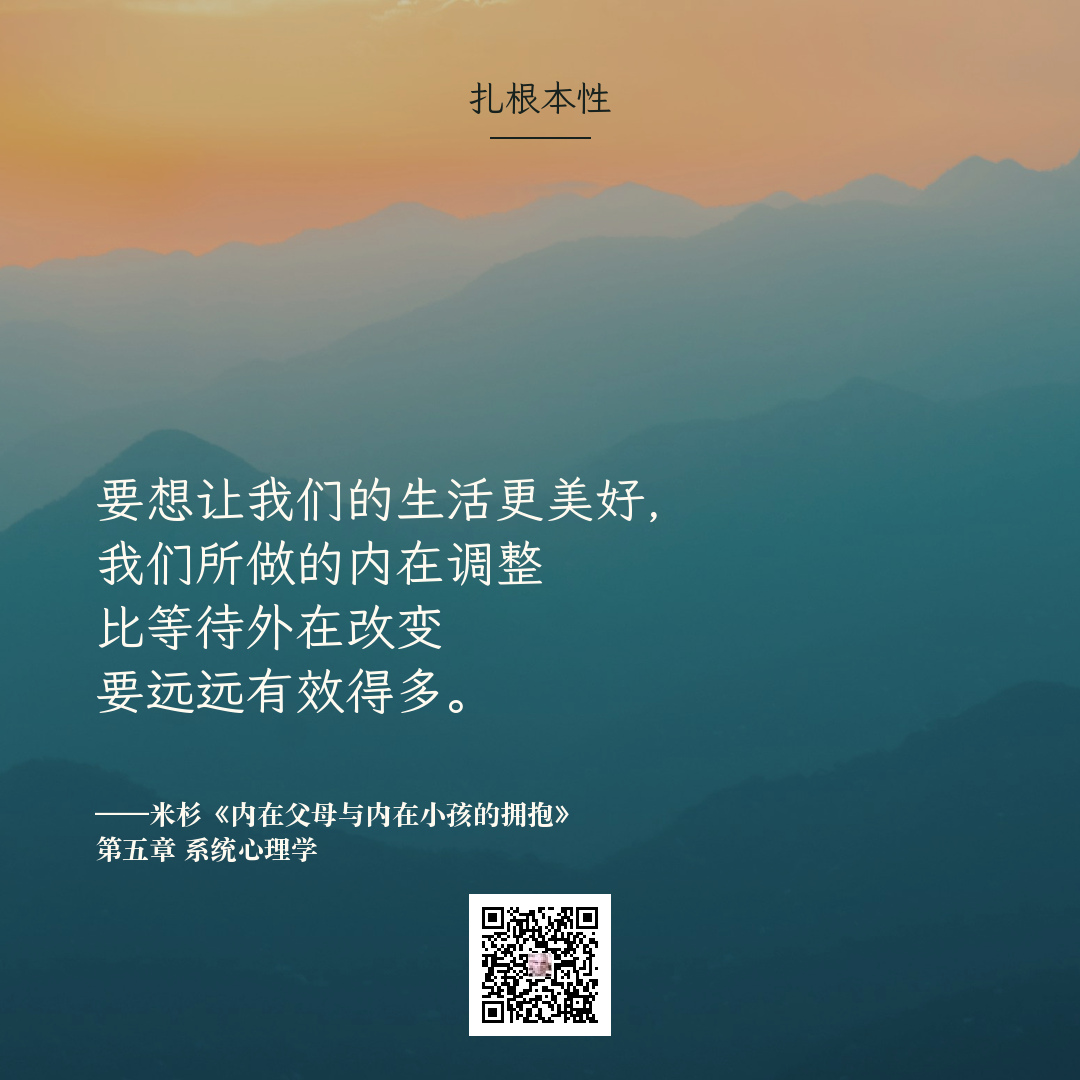 扎根本性
要想让我们的生活更美好,
我们所做的内在调整
比等待外在改变
要远远有效得多。
——米杉《内在父母与内在小孩的拥抱》
第五章 系统心理学